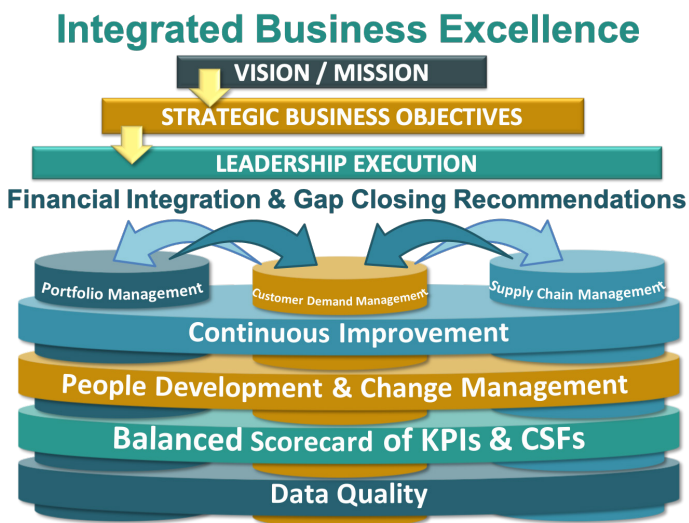 Integrated Business Excellence
VISION / MISSION
STRATEGIC BUSINESS OBJECTIVES
LEADERSHIP EXECUTION
Financial Integration & Gap Closing Recommendations
Portfolio Management
Customer Demand Management
Supply Chain Management
Continuous Improvement
People Development & Change Management
Balanced Scorecard of KPIs & CSFs
Data Quality